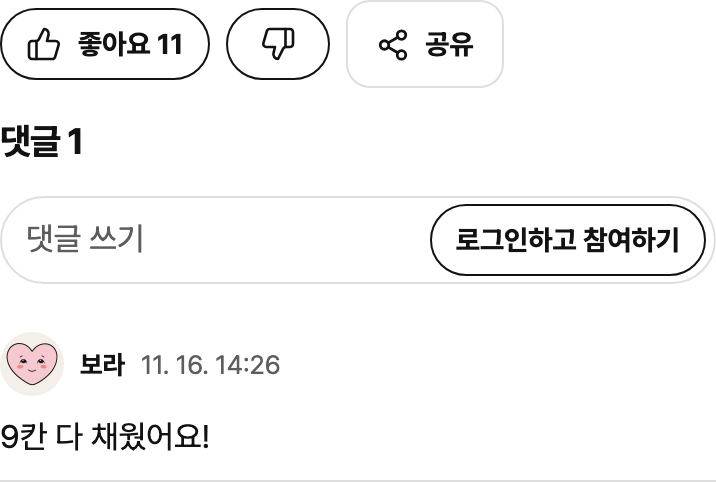 좋아요 11
공유
댓글 1
댓글 쓰기
로그인하고 참여하기
보라 11. 16. 14:26
9칸 다 채웠어요!